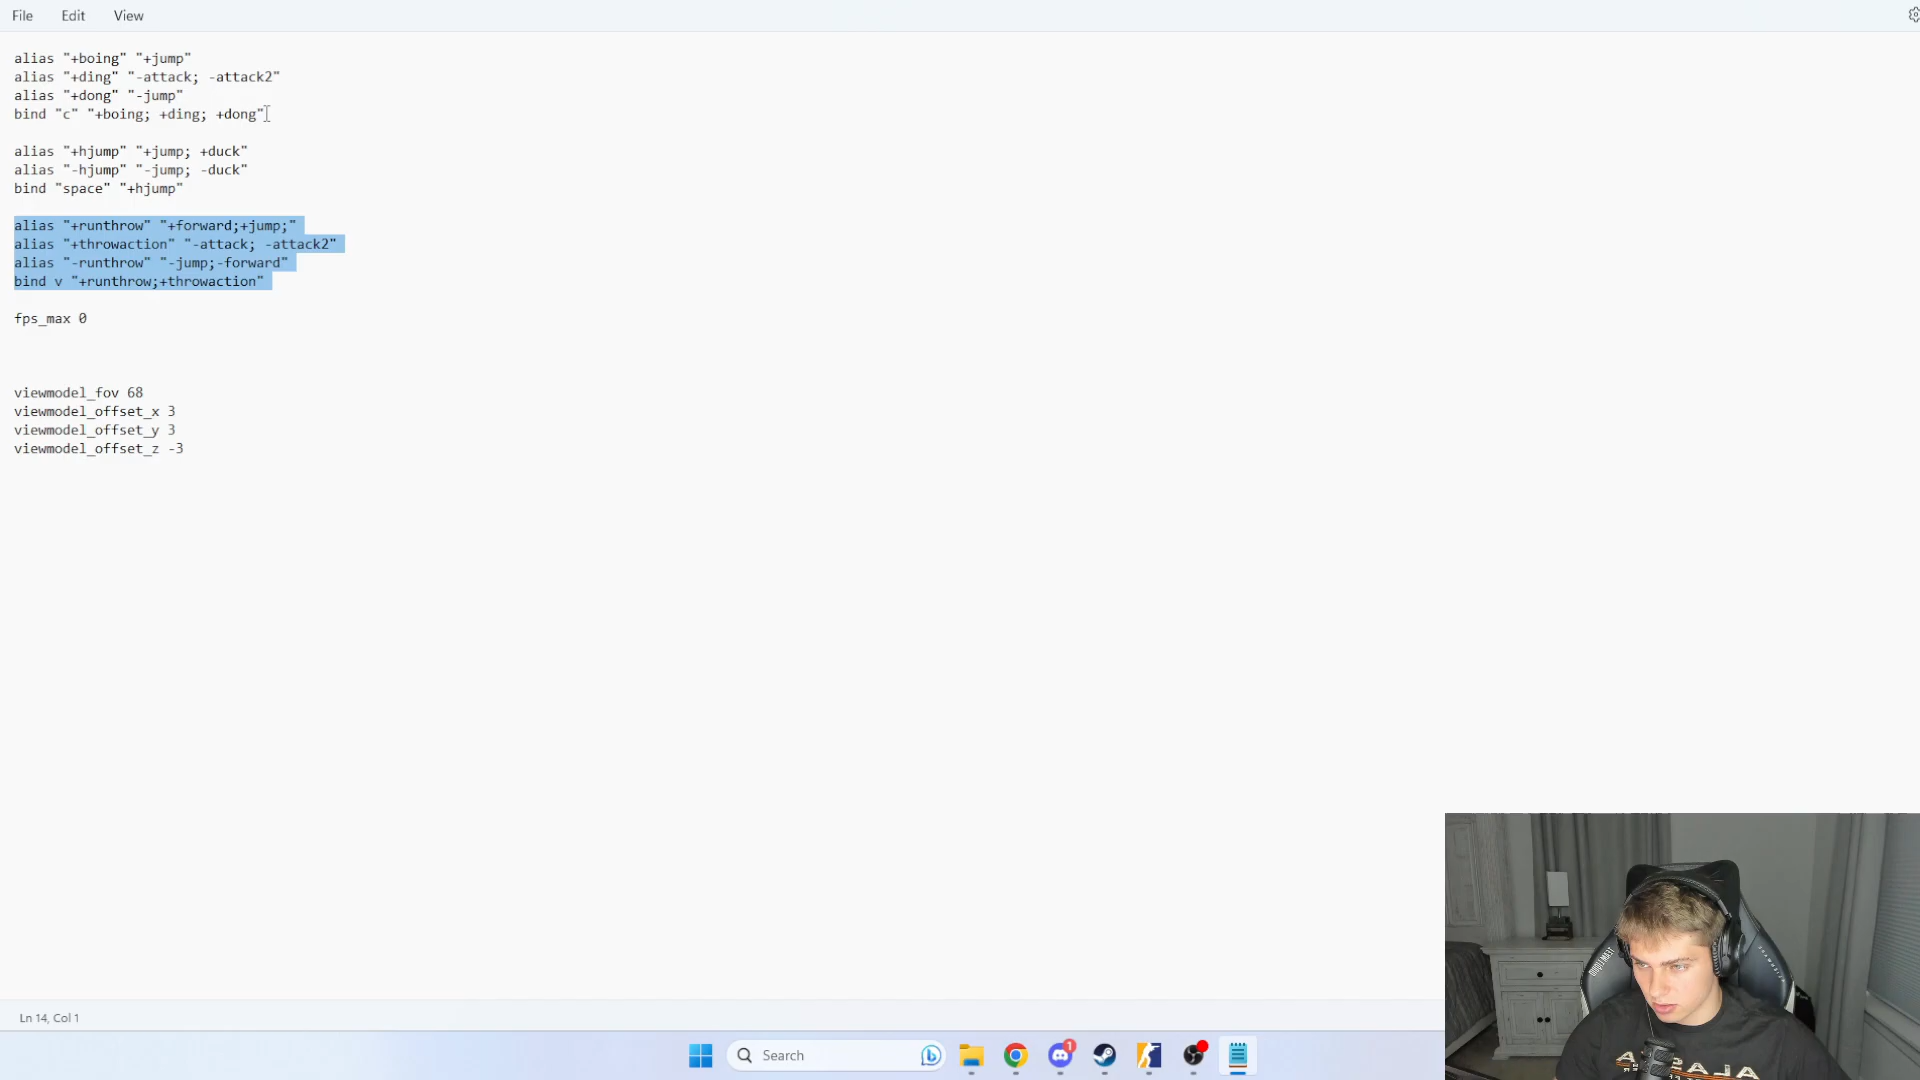 File Edit View
alias "+boing" "+jump"
alias "+ding" "-attack; -attack2"
alias "+dong" "-jump"
bind "c" "+boing; +ding; +dong"
alias "+hjump" "+jump; +duck"
alias "-hjump" "-jump; -duck"
bind "space" "+hjump"
alias "+runthrow" "+forward;+jump;"
alias "+throwaction" "-attack; -attack2"
alias "-runthrow" "-jump;-forward"
bind v "+runthrow;+throwaction"
fps_max 0
viewmodel_fov 68
viewmodel_offset_x 3
viewmodel_offset_y 3
viewmodel_offset_z -3
Ln 14, Col 1
Search
1